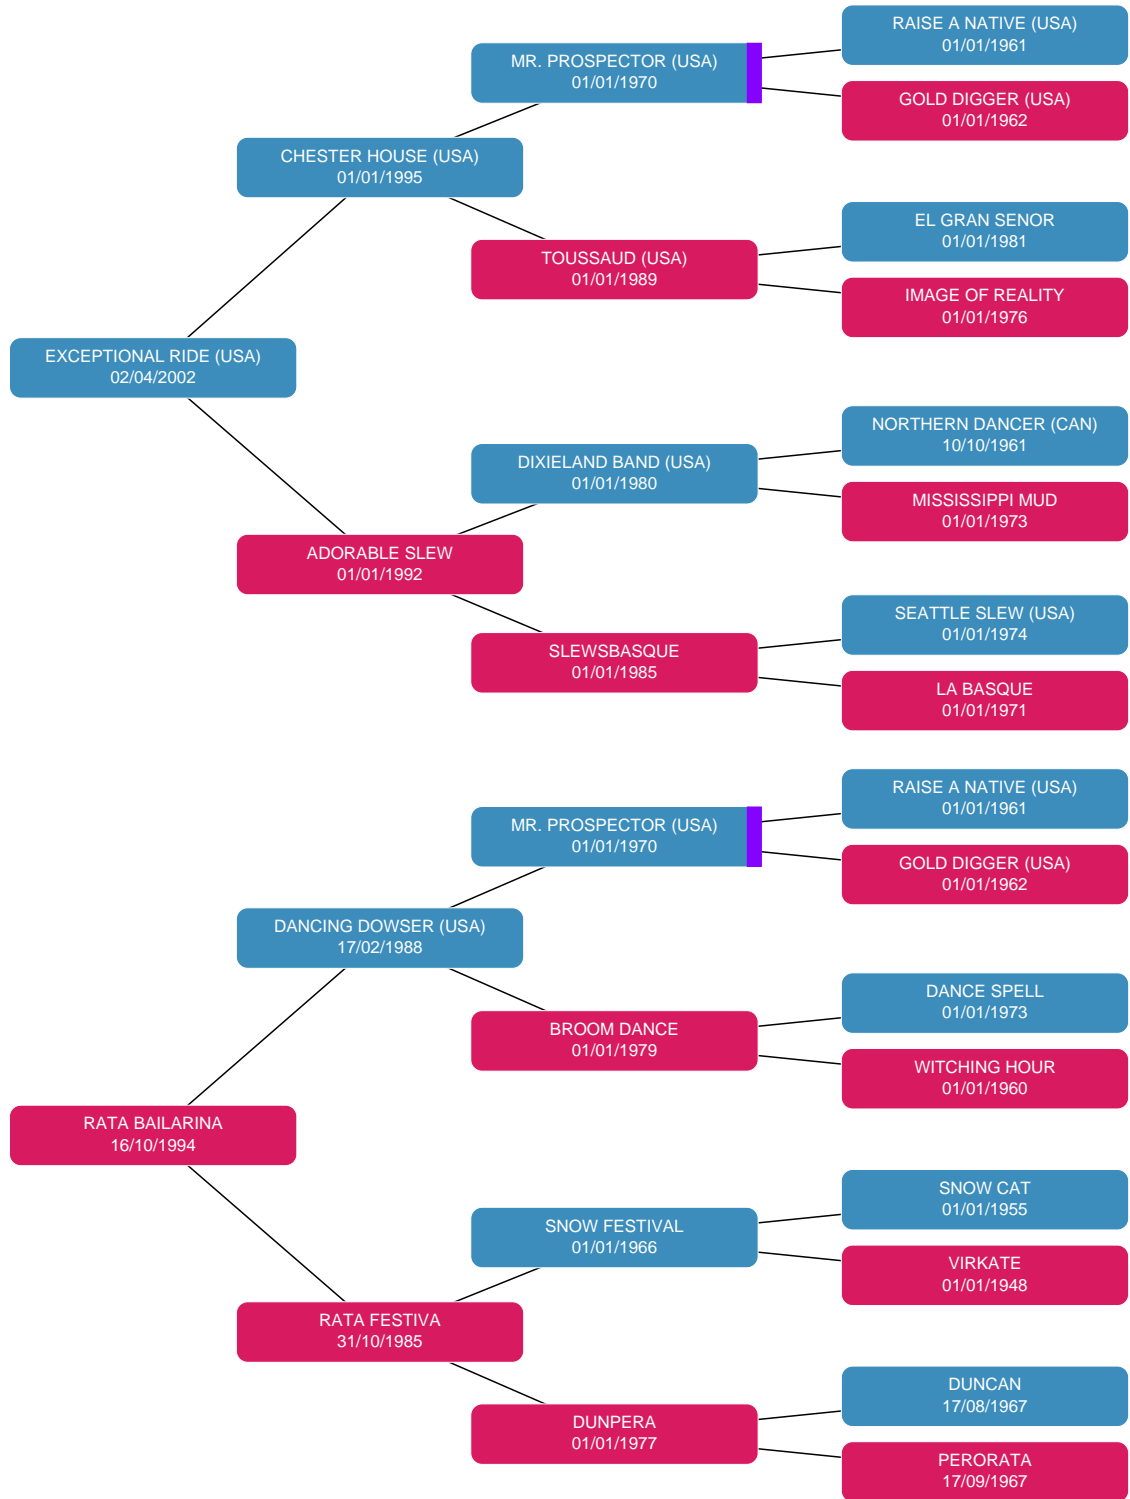 RAISE A NATIVE (USA)
01/01/1961
MR. PROSPECTOR (USA)
01/01/1970
GOLD DIGGER (USA)
01/01/1962
CHESTER HOUSE (USA)
01/01/1995
EL GRAN SENOR
01/01/1981
TOUSSAUD (USA)
01/01/1989
IMAGE OF REALITY
01/01/1976
EXCEPTIONAL RIDE (USA)
02/04/2002
NORTHERN DANCER (CAN)
10/10/1961
DIXIELAND BAND (USA)
01/01/1980
MISSISSIPPI MUD
01/01/1973
ADORABLE SLEW
01/01/1992
SEATTLE SLEW (USA)
01/01/1974
SLEWSBASQUE
01/01/1985
LA BASQUE
01/01/1971
RAISE A NATIVE (USA)
01/01/1961
MR. PROSPECTOR (USA)
01/01/1970
GOLD DIGGER (USA)
01/01/1962
DANCING DOWSER (USA)
17/02/1988
DANCE SPELL
01/01/1973
BROOM DANCE
01/01/1979
WITCHING HOUR
01/01/1960
RATA BAILARINA
16/10/1994
SNOW CAT
01/01/1955
SNOW FESTIVAL
01/01/1966
VIRKATE
01/01/1948
RATA FESTIVA
31/10/1985
DUNCAN
17/08/1967
DUNPERA
01/01/1977
PERORATA
17/09/1967